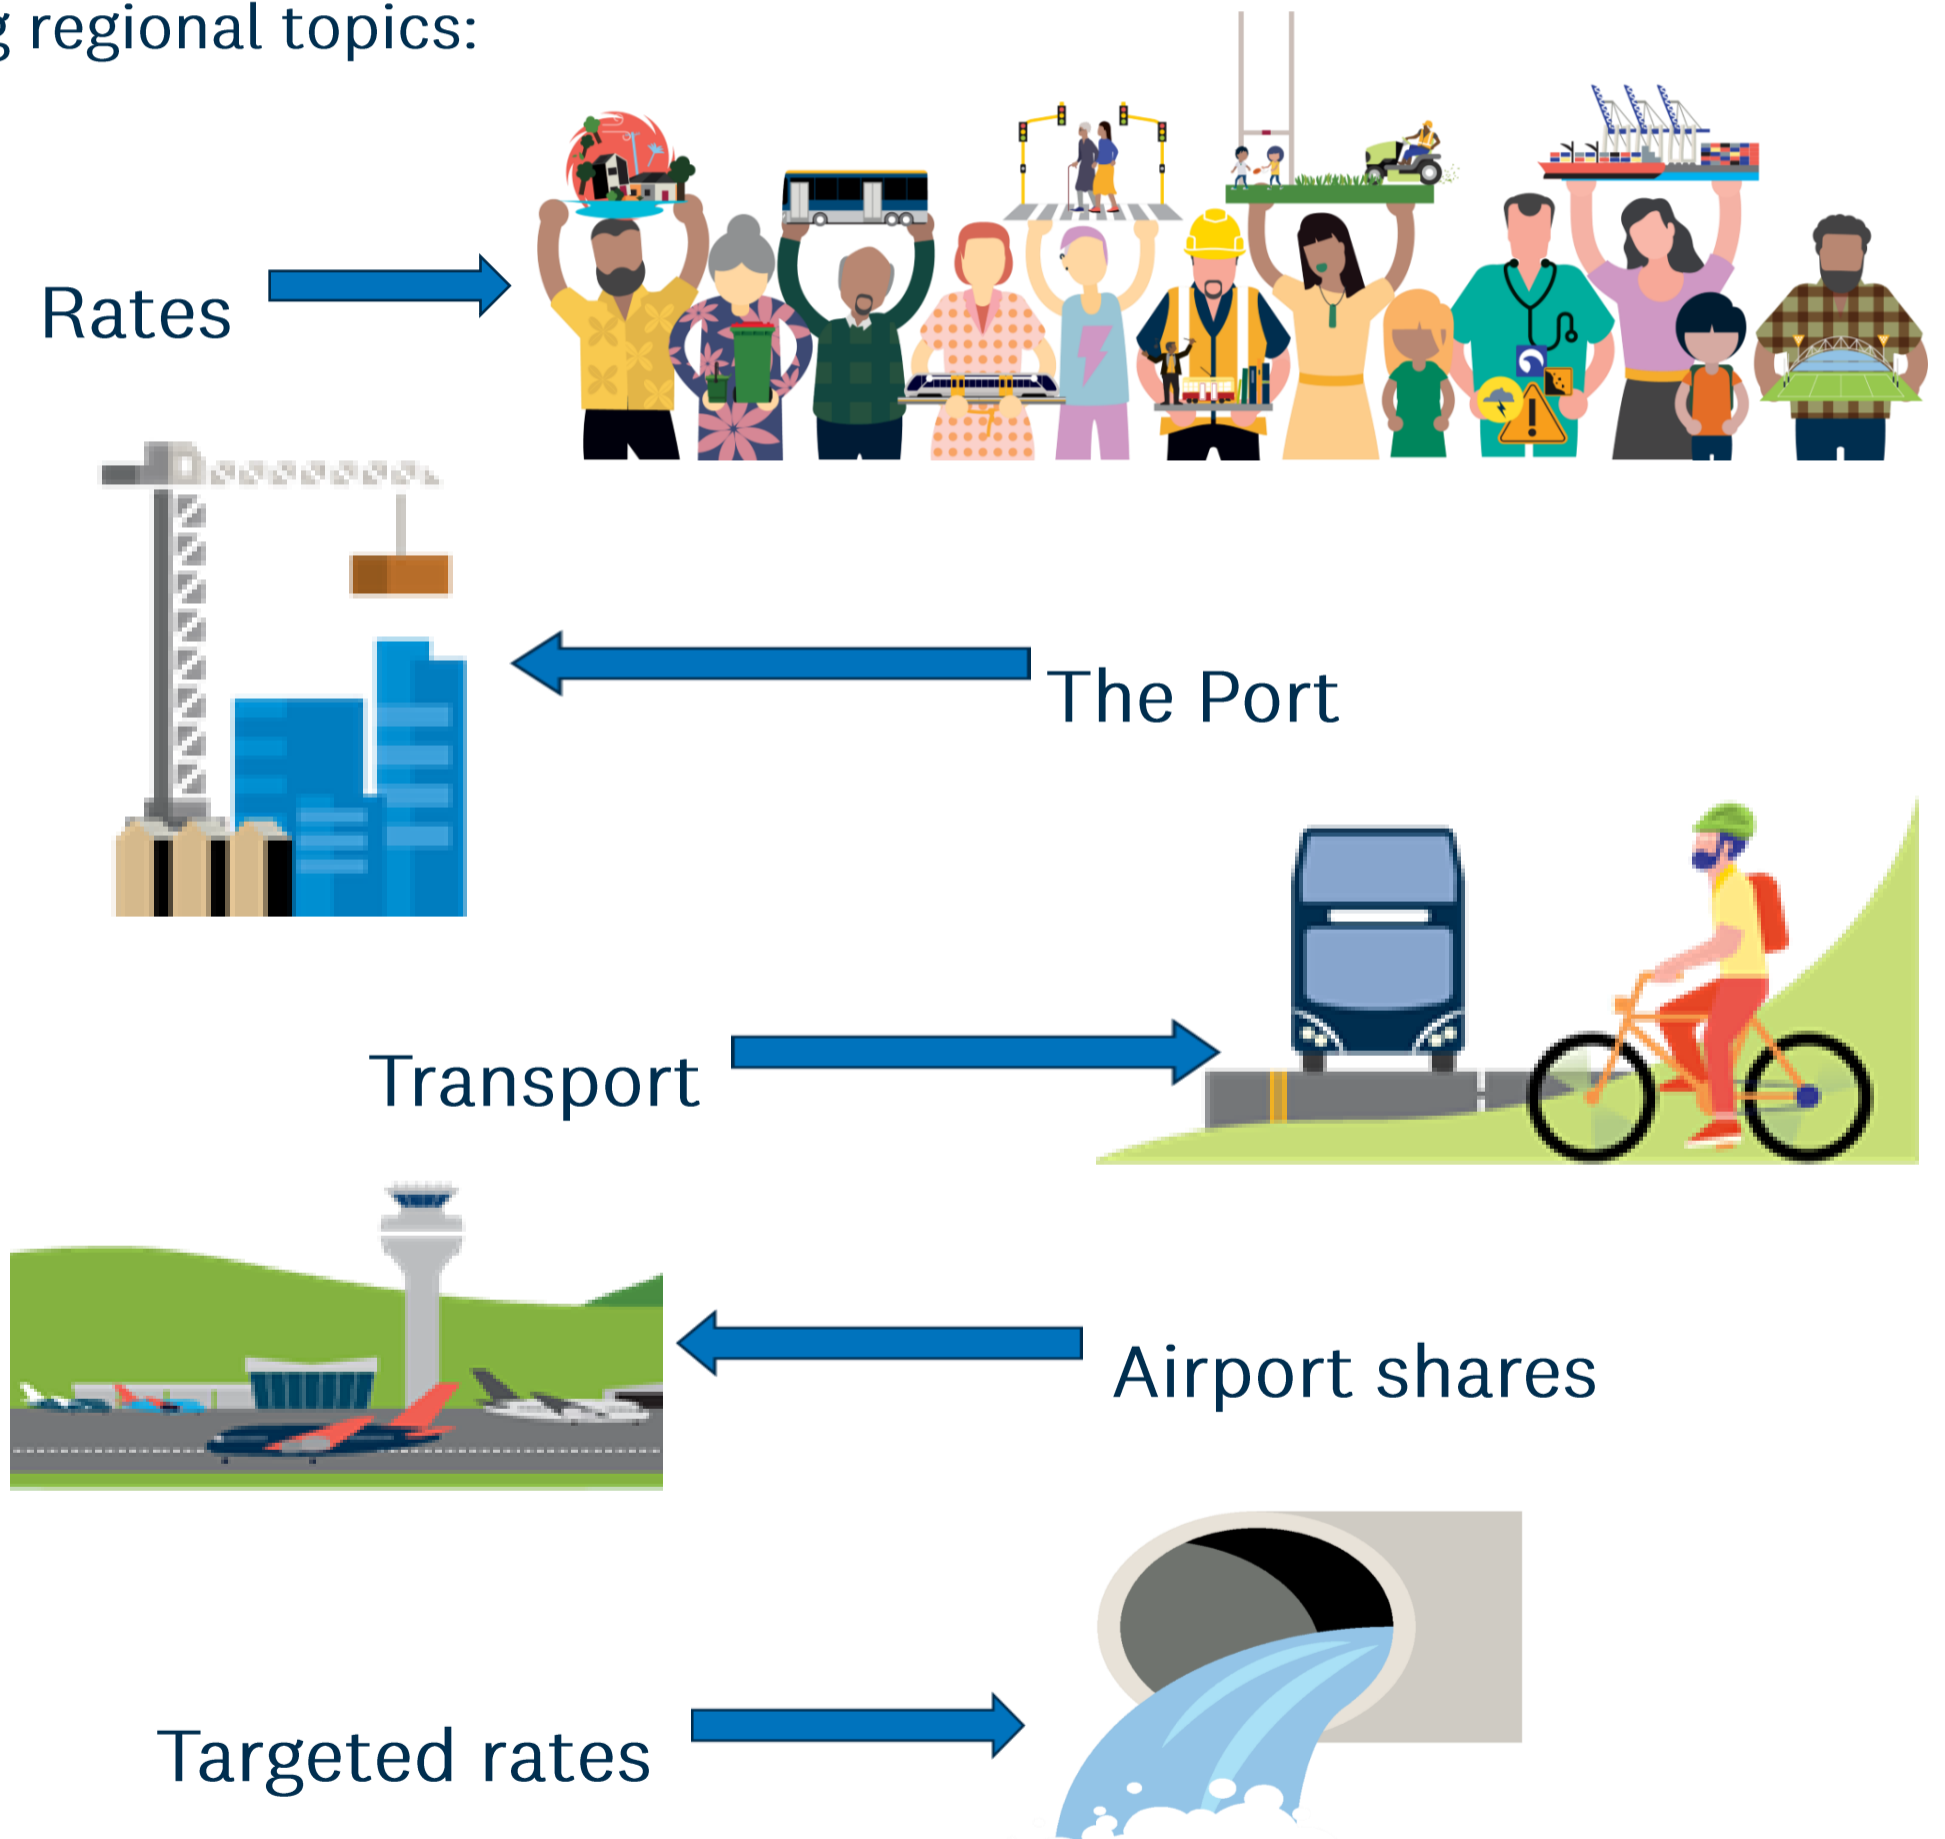 g regional topics:
Rates
The Port
Transport
Airport shares
Targeted rates